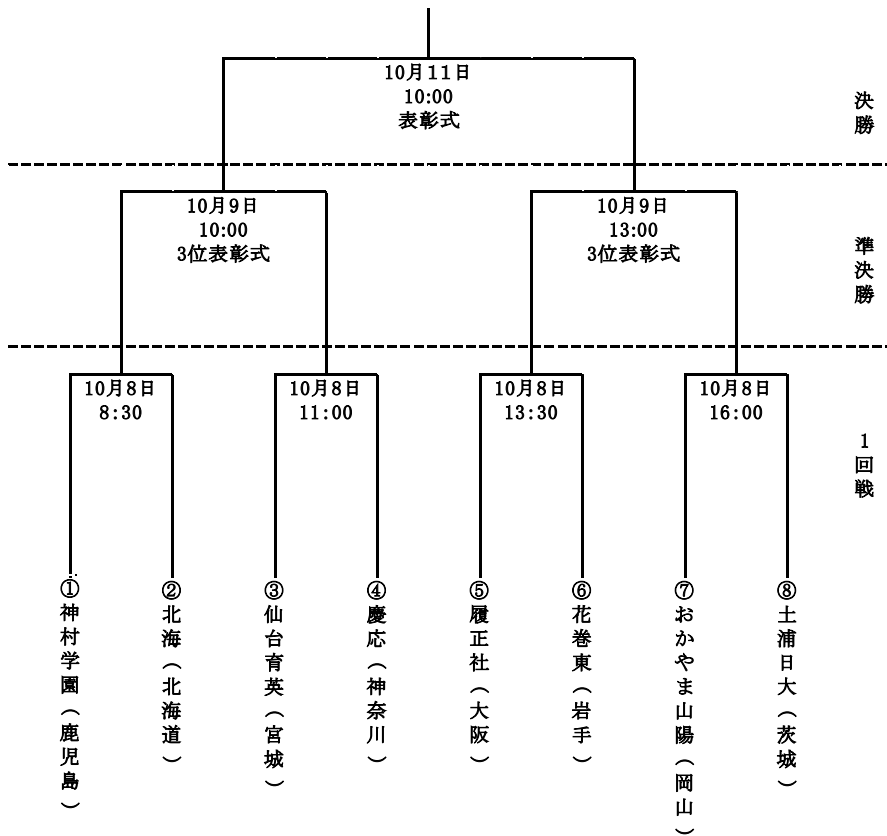 10月11日
10:00
表彰式
決勝
10月9日
10:00
3位表彰式
10月9日
13:00
3位表彰式
準決勝
10月8日
8:30
10月8日
11:00
10月8日
13:30
10月8日
16:00
1回戦
①神村学園(鹿児島)
②北海(北海道)
③仙台育英(宮城)
④慶応(神奈川)
⑤履正社(大阪)
⑥花巻東(岩手)
⑦おかやま山陽(岡山)
⑧土浦日大(茨城)